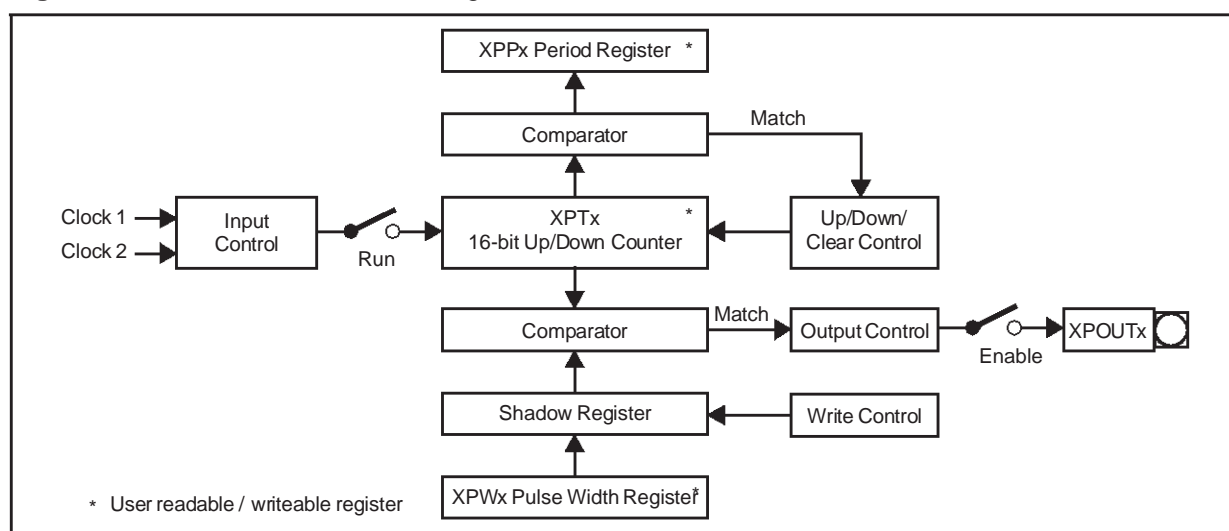 XPPx Period Register *
Comparator
Match
Clock 1
Clock 2
Input
Control
Run
XPTx *
16-bit Up/Down Counter
Up/Down/
Clear Control
Comparator
Match
Output Control
Enable
XPOUTx
Shadow Register
Write Control
XPWx Pulse Width Register*
* User readable / writeable register